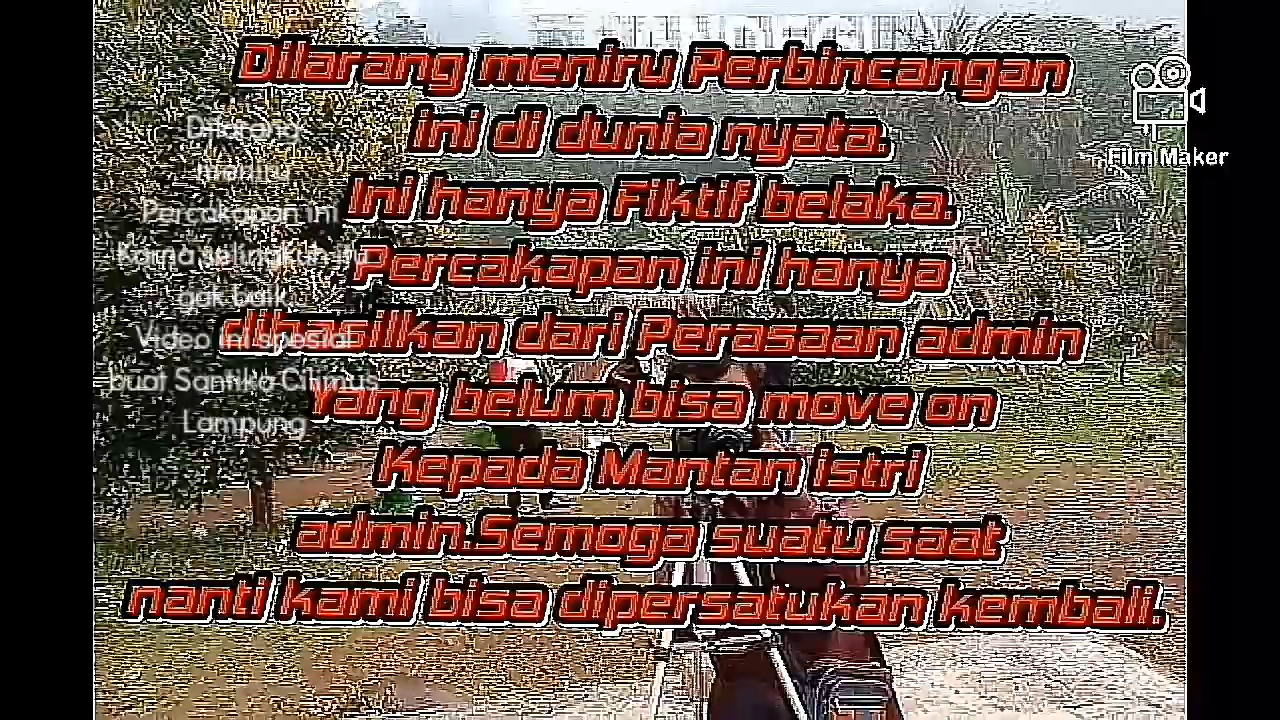 Dilarang meniru Perbincangan
ini di dunia nyata.
Ini hanya Fiktif belaka.
Percakapan ini hanya
dihasilkan dari Perasaan admin
Yang belum bisa move on
Kepada Mantan istri
admin.Semoga suatu saat
nanti kami bisa dipersatukan kembali.
Dilarang
meniru
Percakapan ini
Karna selingkuh itu
gak baik.
Video ini spesial
buat Santika Cilimus
Lampung
Film Maker